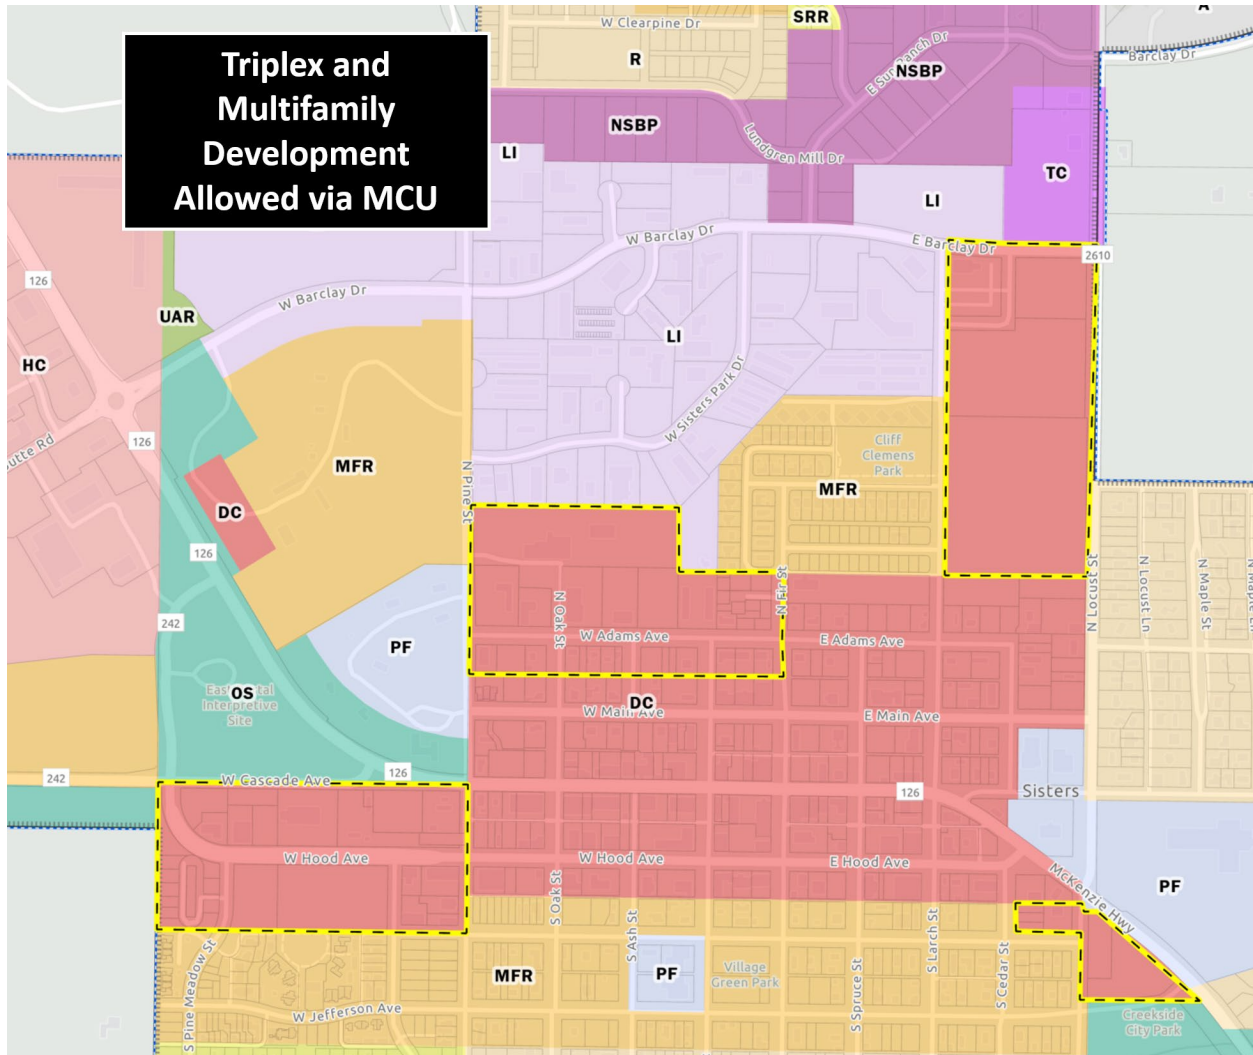 Triplex and
Multifamily
Development
Allowed via MCU
W Clearpine Dr
SRR
A
R
Barclay Dr
NSBP
NSBP
Lundgren Mill Dr
LI
TC
LI
W Barclay Dr
E Barclay Dr
2610
126
W Barclay Dr
UAR
LI
HC
W Sisters Park Dr
126
Cliff
Clemens
Park
MFR
N Pine St
MFR
DC
126
N Locust St
N Locust Ln
N Maple St
N Fir St
N Oak St
242
W Adams Ave
E Adams Ave
PF
OS
Interpretive
Site
DC
W Main Ave
E Main Ave
242
W Cascade Ave
126
126
Sisters
W Hood Ave
W Hood Ave
E Hood Ave
McKenzie Hwy
PF
S Oak St
S Ash St
S Larch St
S Pine Meadow St
MFR
PF
Village
Green Park
S Spruce St
S Cedar St
W Jefferson Ave
Creekside
City Park